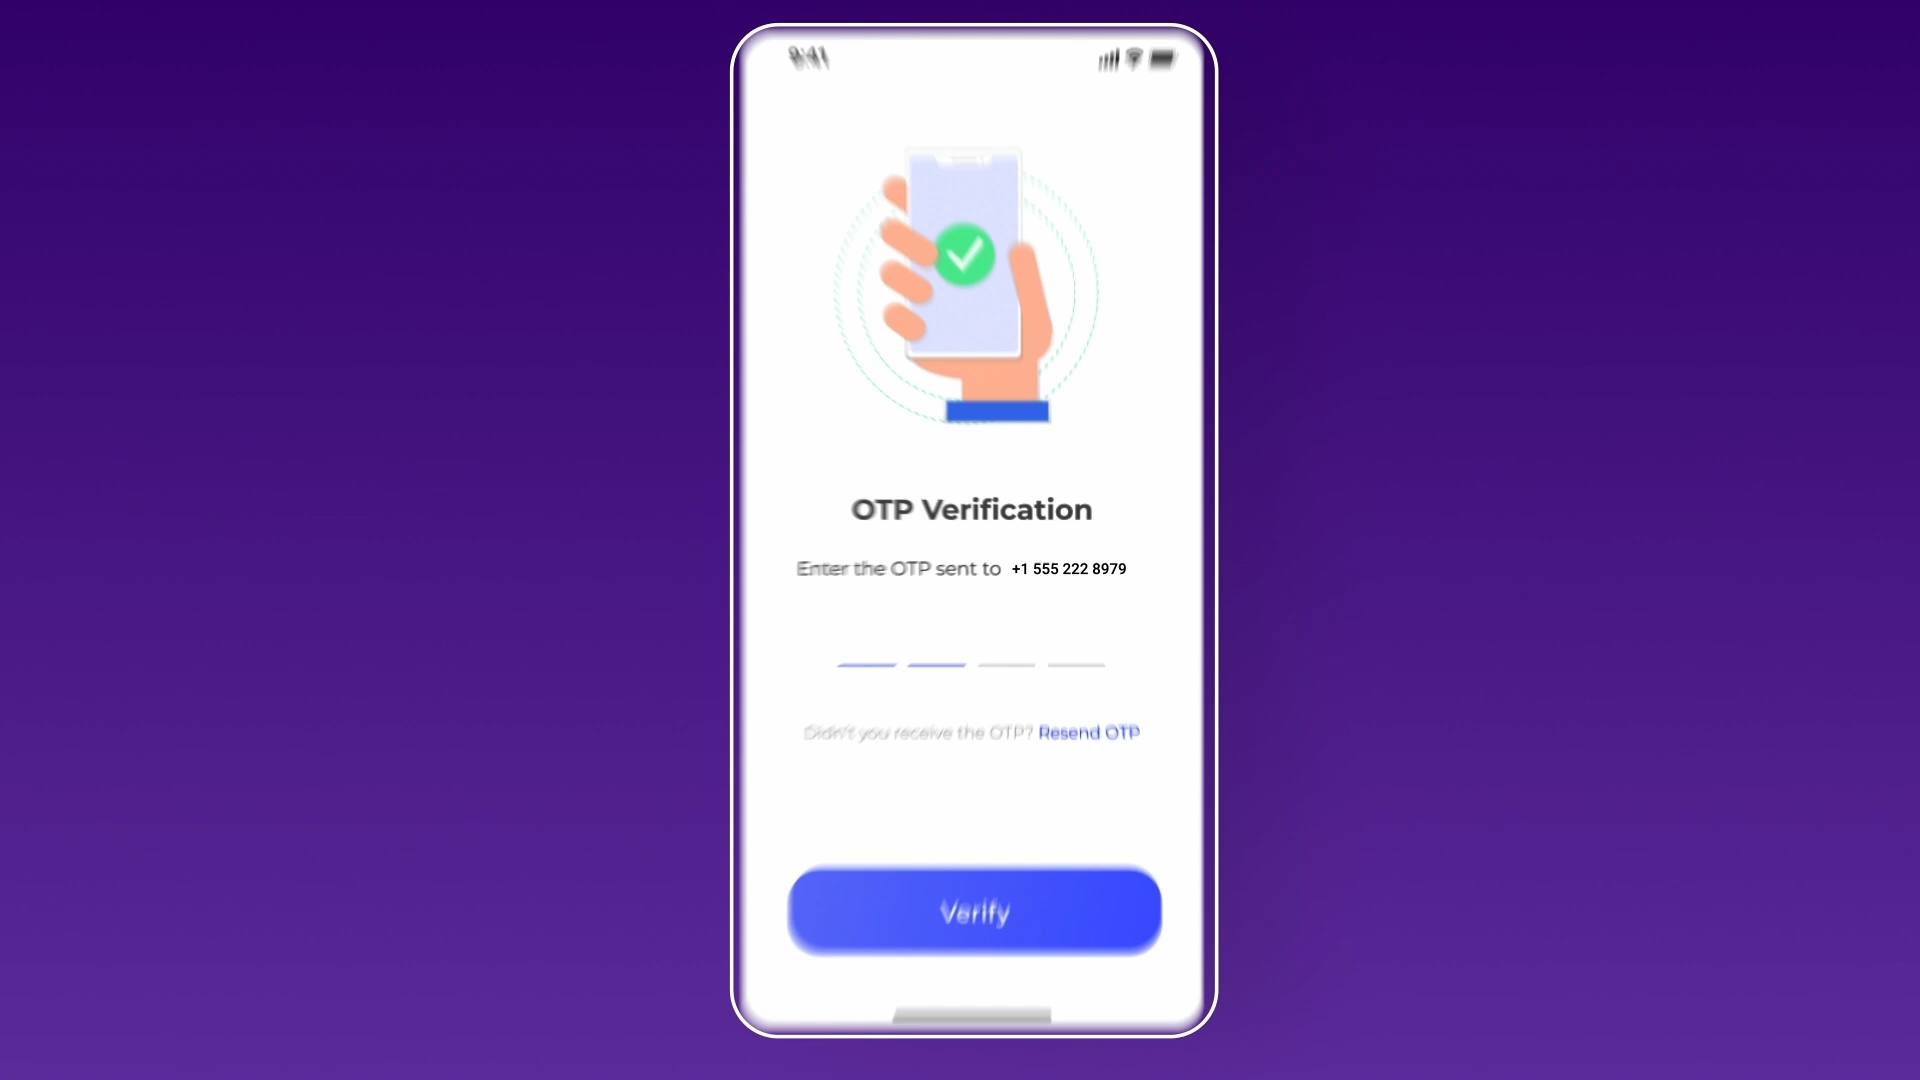 9:41
OTP Verification
Enter the OTP sent to +1 555 222 8979
Didn't you receive the OTP? Resend OTP
Verify